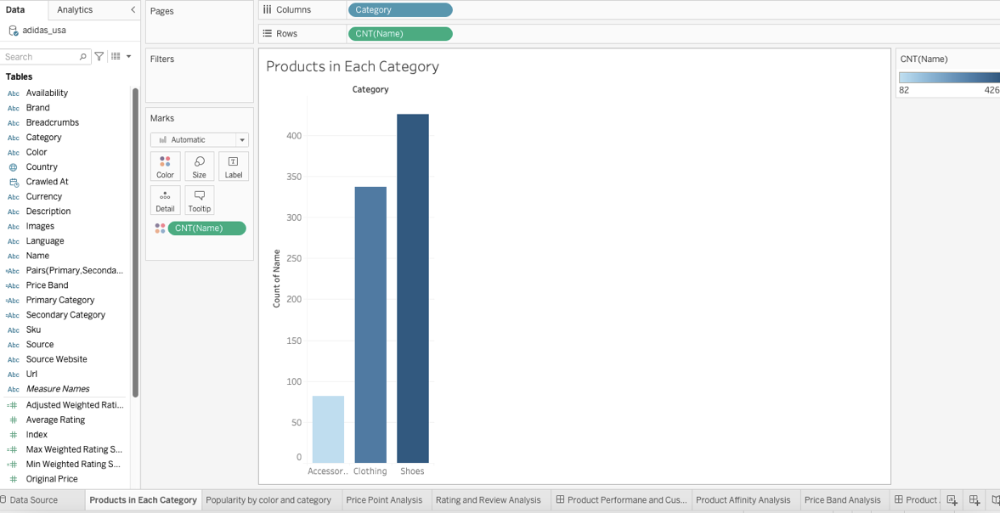 Data
Analytics
adidas_usa
Search
Tables
Abc Availability
Abc Brand
Abc Breadcrumbs
Abc Category
Abc Color
Country
Crawled At
Abc Currency
Abc Description
Abc Images
Abc Language
Abc Name
=Abc Pairs(Primary,Seconda...
=Abc Price Band
=Abc Primary Category
=Abc Secondary Category
Abc Sku
Abc Source
Abc Source Website
Abc Url
Abc Measure Names
=# Adjusted Weighted Rati...
# Average Rating
# Index
=# Max Weighted Rating S...
=# Min Weighted Rating S...
# Original Price
Pages
Filters
Marks
Automatic
Color
Size
Label
Detail
Tooltip
CNT(Name)
Columns
Category
Rows
CNT(Name)
Products in Each Category
Category
Count of Name
400
350
300
250
200
150
100
50
0
Accessor..
Clothing
Shoes
CNT(Name)
82
426
Data Source
Products in Each Category
Popularity by color and category
Price Point Analysis
Rating and Review Analysis
Product Performane and Cus...
Product Affinity Analysis
Price Band Analysis
Product